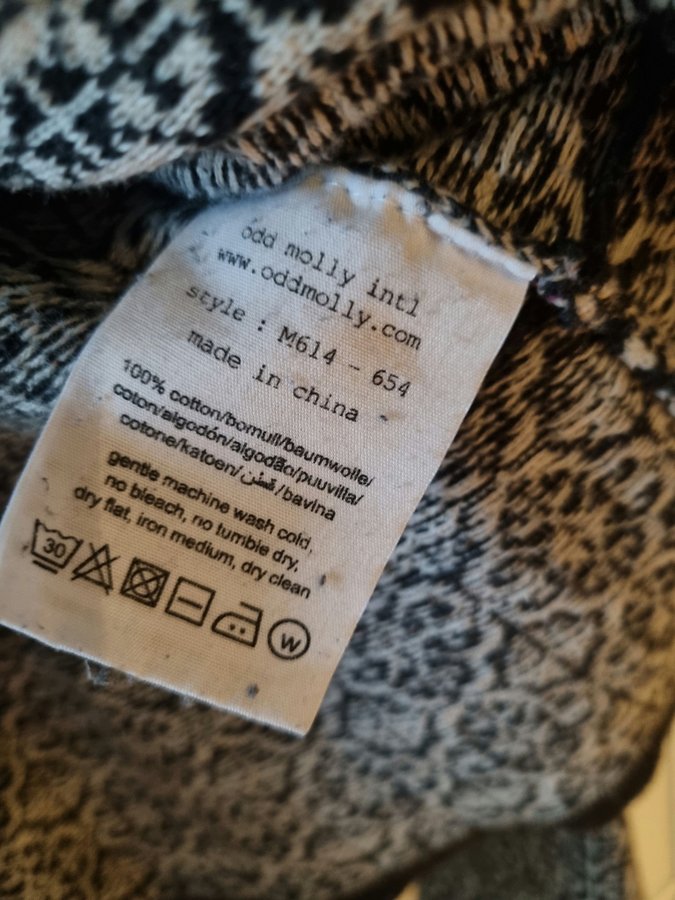 odd molly intl
www.oddmolly.com
style : M614 - 654
made in china
100% cotton/bomull/baumwolle/
coton/algodón/algodão/puuvilla/
cotone/katoen/قطن/bavlna
gentle machine wash cold,
no bleach, no tumble dry,
dry flat, iron medium, dry clean
30 W